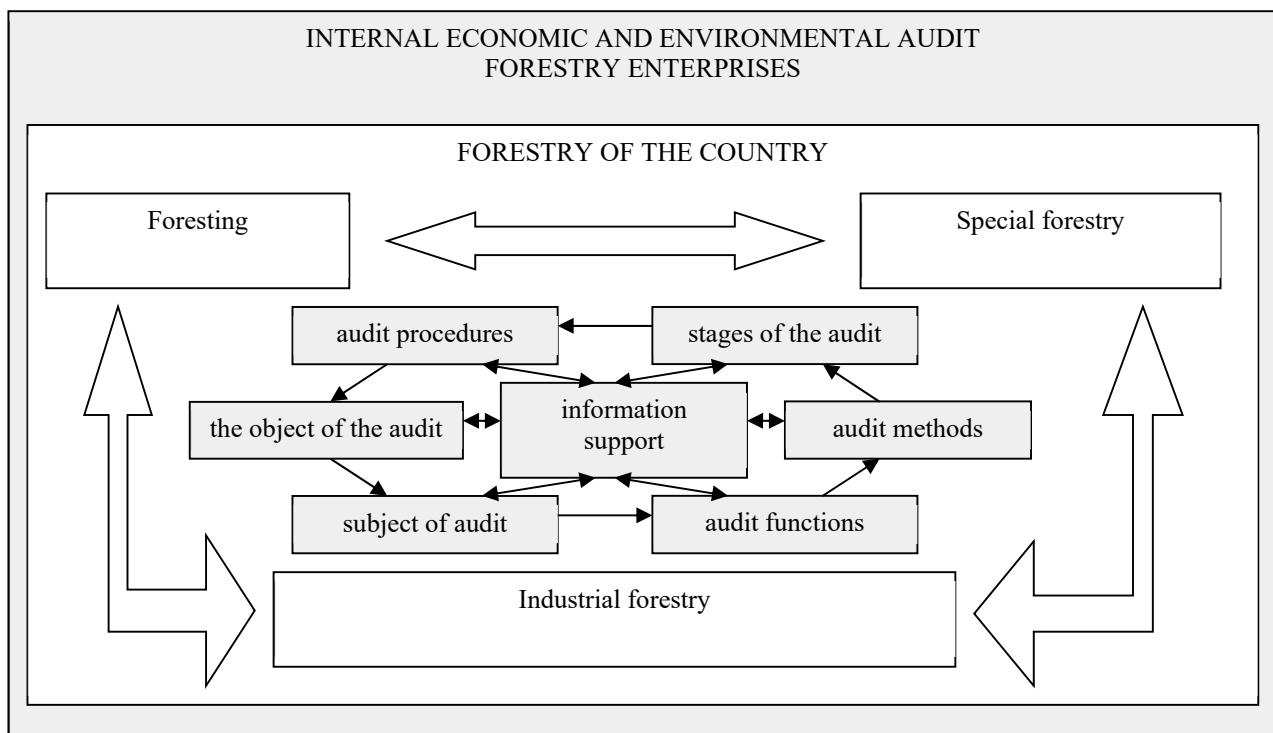 INTERNAL ECONOMIC AND ENVIRONMENTAL AUDIT
FORESTRY ENTERPRISES
FORESTRY OF THE COUNTRY
Foresting
Special forestry
audit procedures
stages of the audit
the object of the audit
information
support
audit methods
subject of audit
audit functions
Industrial forestry